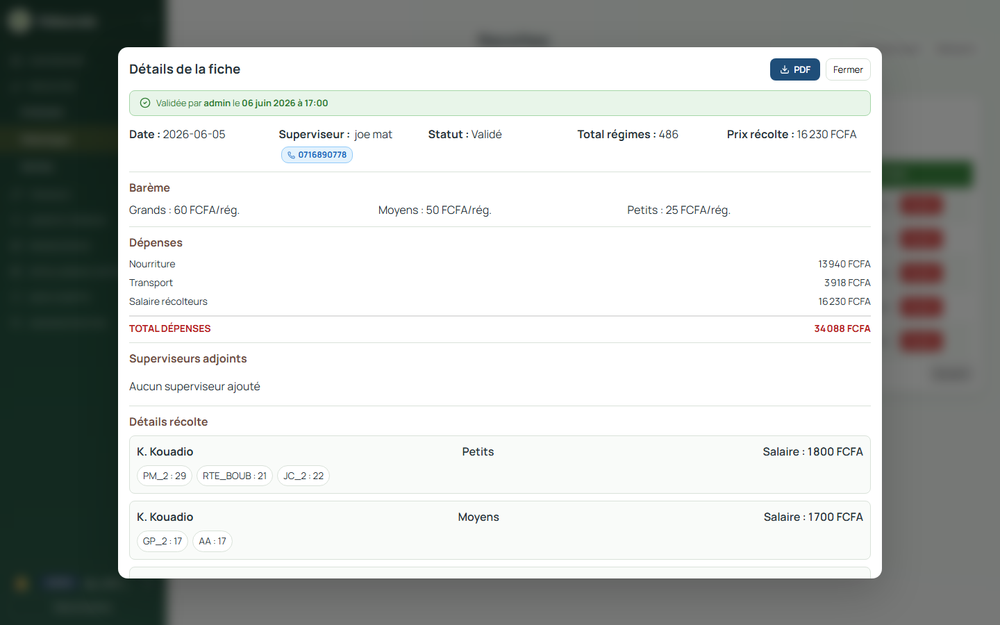 Détails de la fiche
PDF
Fermer
Validée par admin le 06 juin 2026 à 17:00
Date : 2026-06-05
Superviseur : joe mat
0716890778
Statut : Validé
Total régimes : 486
Prix récolte : 16 230 FCFA
Barème
Grands : 60 FCFA/rég.
Moyens : 50 FCFA/rég.
Petits : 25 FCFA/rég.
Dépenses
Nourriture 13 940 FCFA
Transport 3 918 FCFA
Salaire récolteurs 16 230 FCFA
TOTAL DÉPENSES 34 088 FCFA
Superviseurs adjoints
Aucun superviseur ajouté
Détails récolte
K. Kouadio Petits Salaire : 1 800 FCFA
PM_2 : 29 RTE_BOUB : 21 JC_2 : 22
K. Kouadio Moyens Salaire : 1 700 FCFA
GP_2 : 17 AA : 17